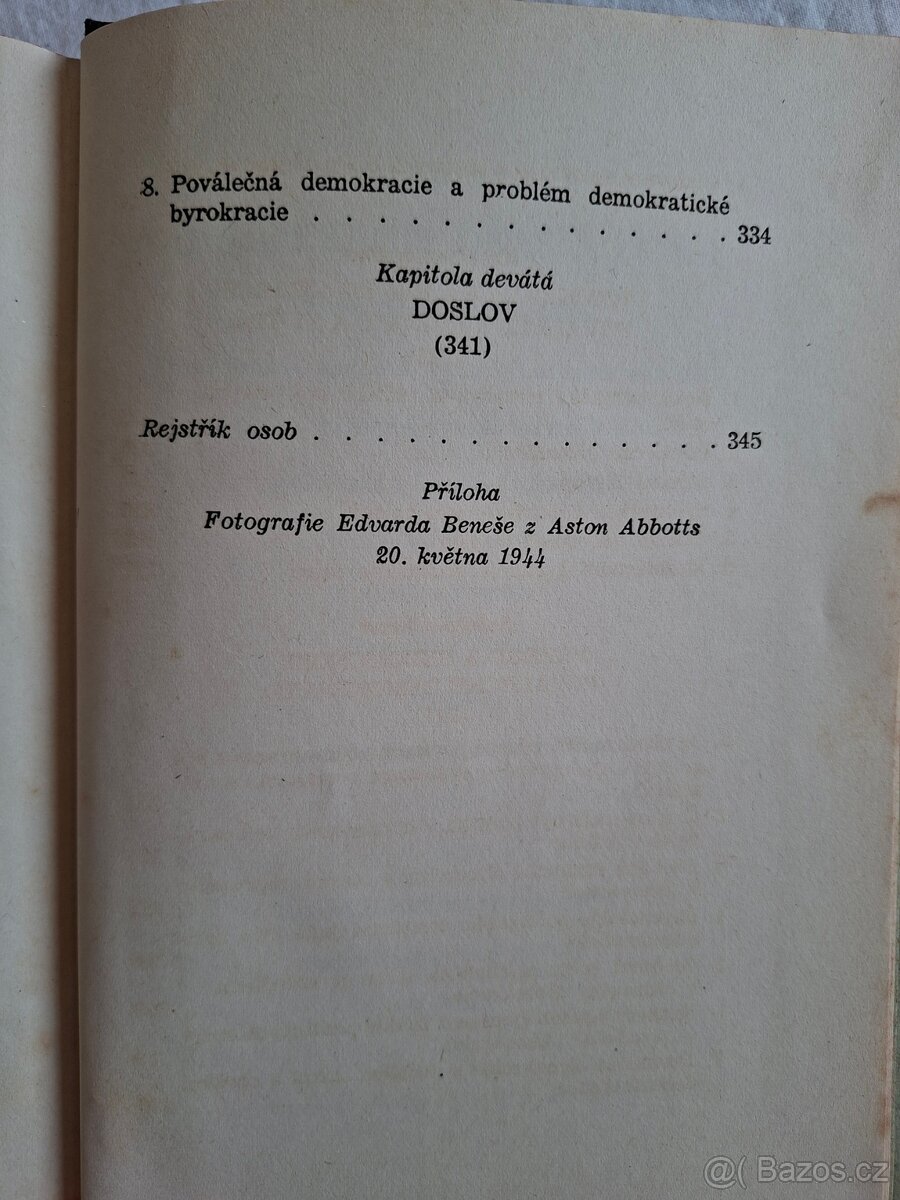 8. Poválečná demokracie a problém demokratické
byrokracie . . . . . . . . . . . . . 334
Kapitola devátá
DOSLOV
(341)
Rejstřík osob . . . . . . . . . . . . . 345
Příloha
Fotografie Edvarda Beneše z Aston Abbotts
20. května 1944
@( Bazos.cz